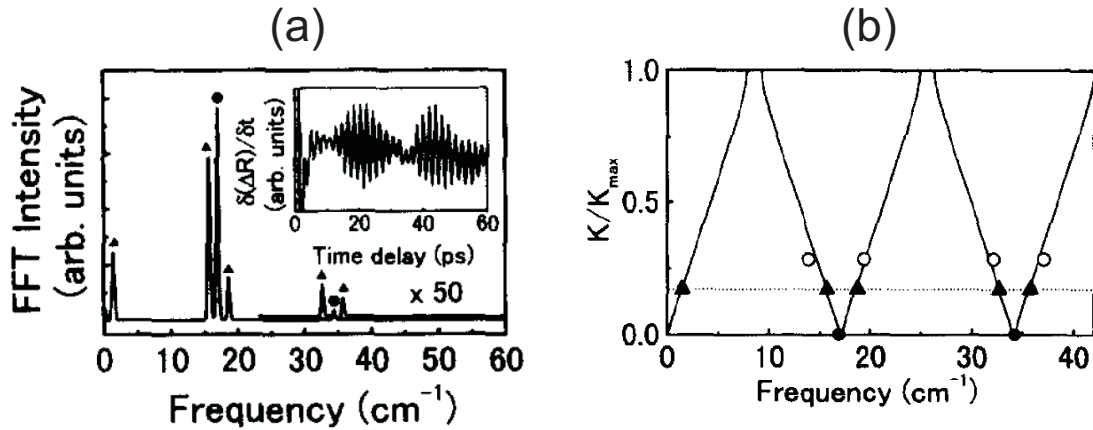 (a)
FFT Intensity
(arb. units)
δ(ΔR)/δt
(arb. units)
0 20 40 60
Time delay (ps)
x 50
0 10 20 30 40 50 60
Frequency (cm⁻¹)
(b)
K/Kmax
1.0
0.5
0.0
0 10 20 30 40
Frequency (cm⁻¹)